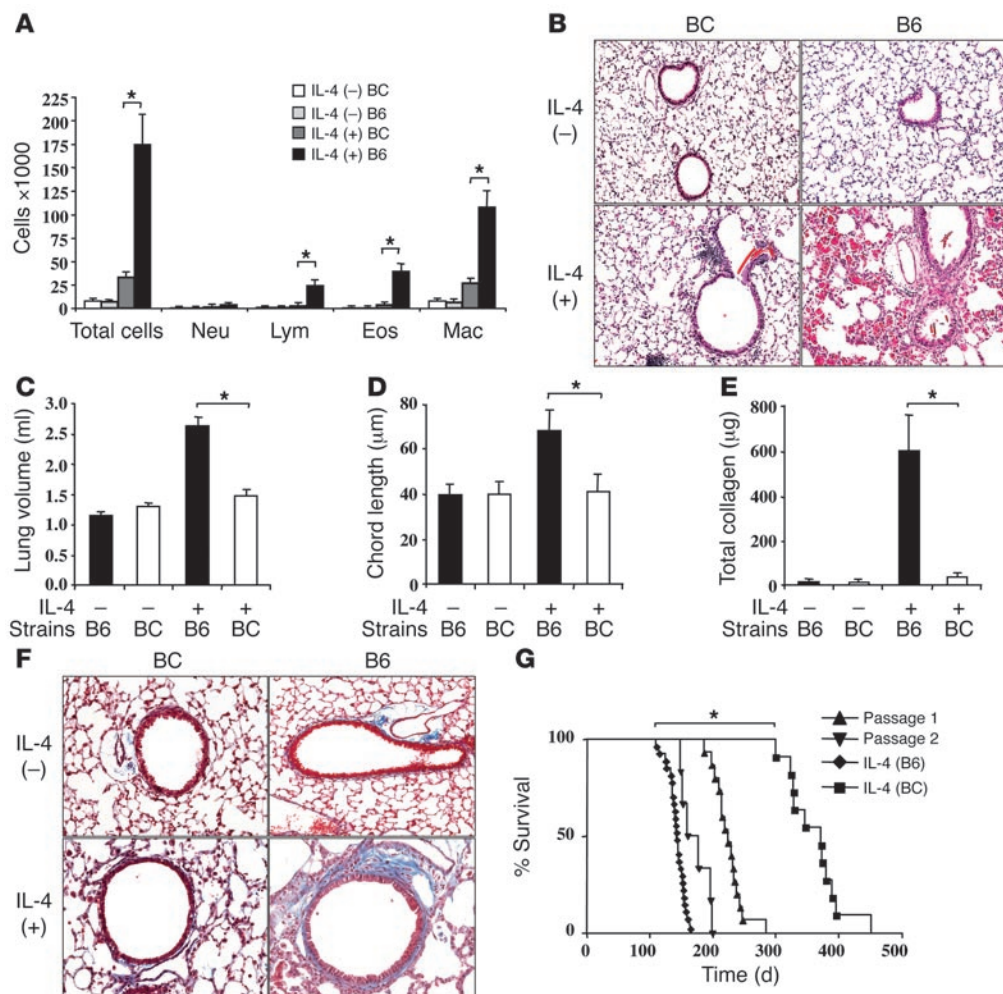 A
Cells ×1000
225
200
175
150
125
100
75
50
25
0
IL-4 (–) BC
IL-4 (–) B6
IL-4 (+) BC
IL-4 (+) B6
*
*
*
*
Total cells Neu Lym Eos Mac
B
BC B6
IL-4
(–)
IL-4
(+)
C
Lung volume (ml)
3.0
2.5
2.0
1.5
1.0
0.5
0.0
*
IL-4 – – + +
Strains B6 BC B6 BC
D
Chord length (μm)
80
60
40
20
0
*
IL-4 – – + +
Strains B6 BC B6 BC
E
Total collagen (μg)
800
600
400
200
0
*
IL-4 – – + +
Strains B6 BC B6 BC
F
BC B6
IL-4
(–)
IL-4
(+)
G
% Survival
100
50
0
*
Passage 1
Passage 2
IL-4 (B6)
IL-4 (BC)
0 100 200 300 400 500
Time (d)